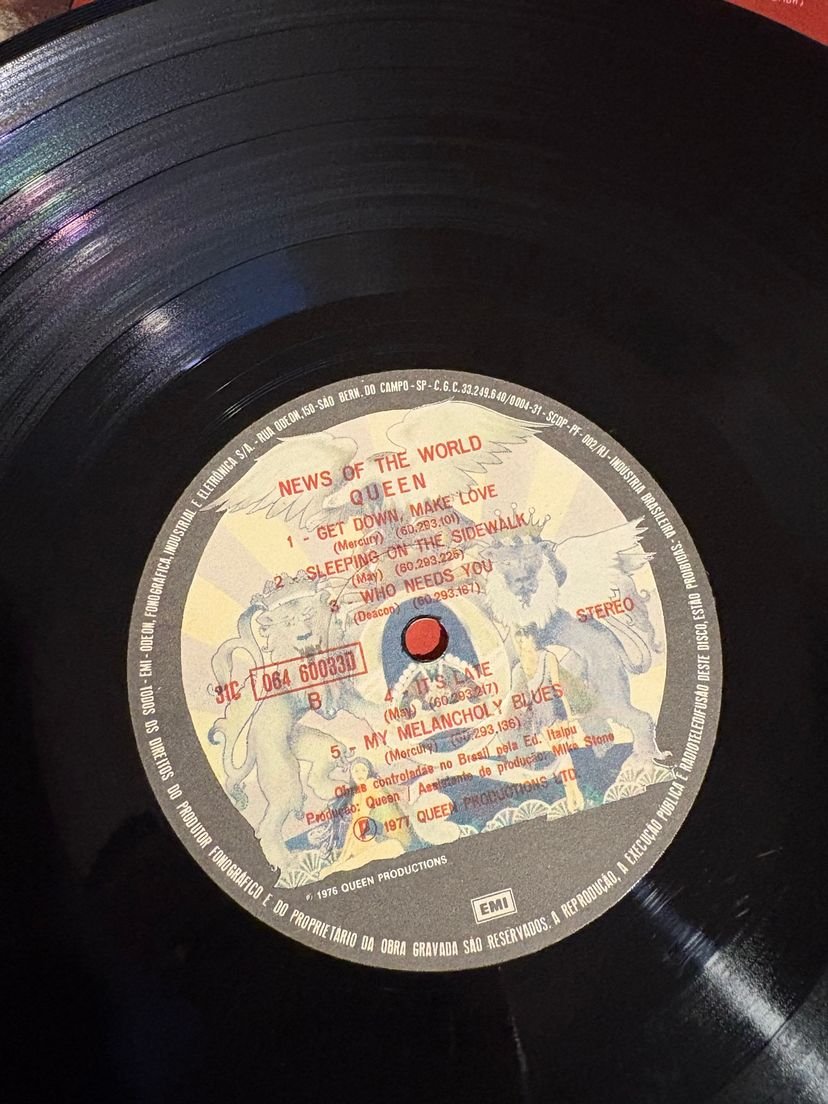 NEWS OF THE WORLD
QUEEN
1 - GET DOWN, MAKE LOVE
(Mercury) (60.293.101)
2 - SLEEPING ON THE SIDEWALK
(May) (60.293.225)
3 - WHO NEEDS YOU
(Deacon) (60.293.167)
STEREO
31C 064 60033D
B
4 - IT'S LATE
(May) (60.293.217)
5 - MY MELANCHOLY BLUES
(Mercury) (60.293.136)
Obras controladas no Brasil pela Ed. Itaipu
Produção: Queen / Assistente de produção: Mike Stone
Ⓟ 1977 QUEEN PRODUCTIONS LTD.
℗ 1976 QUEEN PRODUCTIONS
EMI
EMI - ODEON, FONOGRÁFICA, INDUSTRIAL E ELETRÔNICA S/A. - RUA ODEON, 150 - SÃO BERN. DO CAMPO - SP - C.G.C. 33.249.640/0004-31 - SCDP - PF - 002/RJ - INDÚSTRIA BRASILEIRA -
TODOS OS DIREITOS DO PRODUTOR FONOGRÁFICO E DO PROPRIETÁRIO DA OBRA GRAVADA SÃO RESERVADOS. A REPRODUÇÃO, A EXECUÇÃO PÚBLICA E RADIOTELEDIFUSÃO DESTE DISCO, ESTÃO PROIBIDAS.